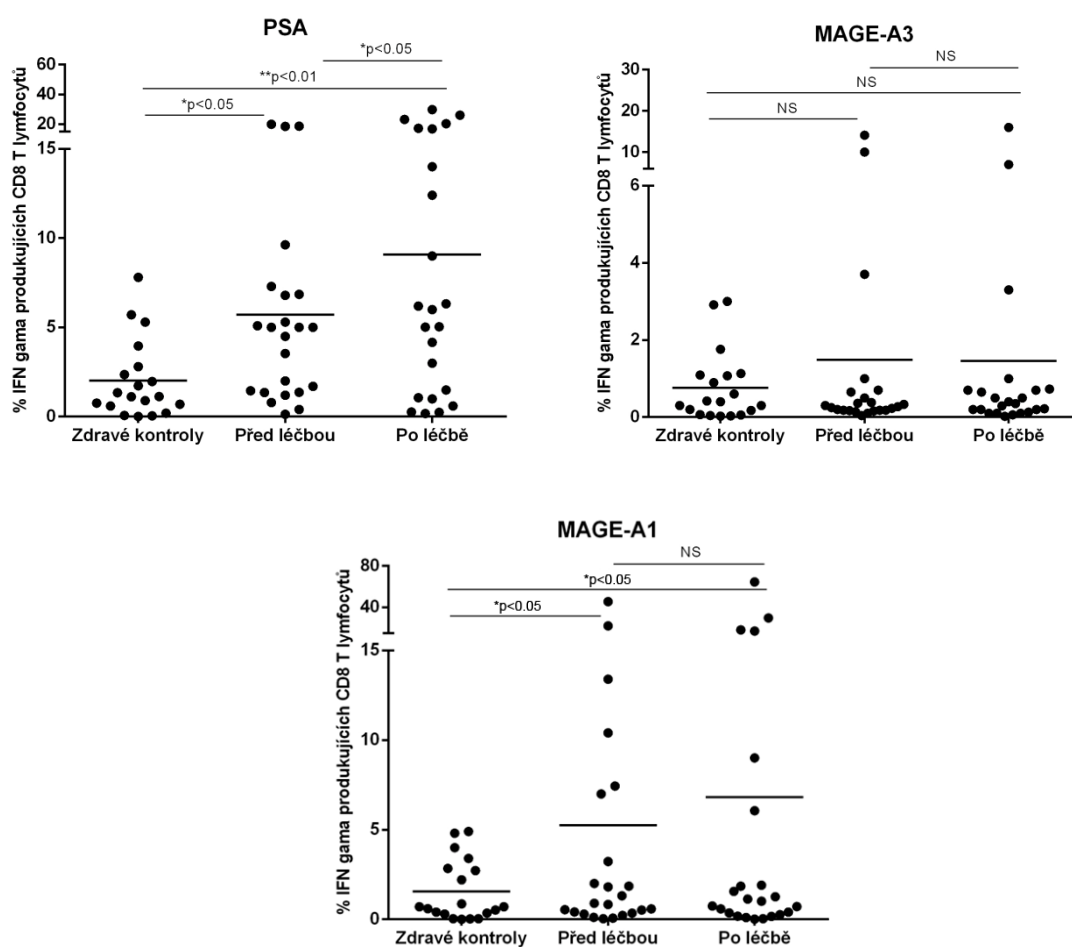 PSA
*p<0.05
**p<0.01
*p<0.05
% IFN gama produkujících CD8 T lymfocytů
60
40
20
15
10
5
0
Zdravé kontroly Před léčbou Po léčbě
MAGE-A3
NS
NS
NS
% IFN gama produkujících CD8 T lymfocytů
30
20
10
6
4
2
0
Zdravé kontroly Před léčbou Po léčbě
MAGE-A1
NS
*p<0.05
*p<0.05
% IFN gama produkujících CD8 T lymfocytů
80
40
15
10
5
0
Zdravé kontroly Před léčbou Po léčbě